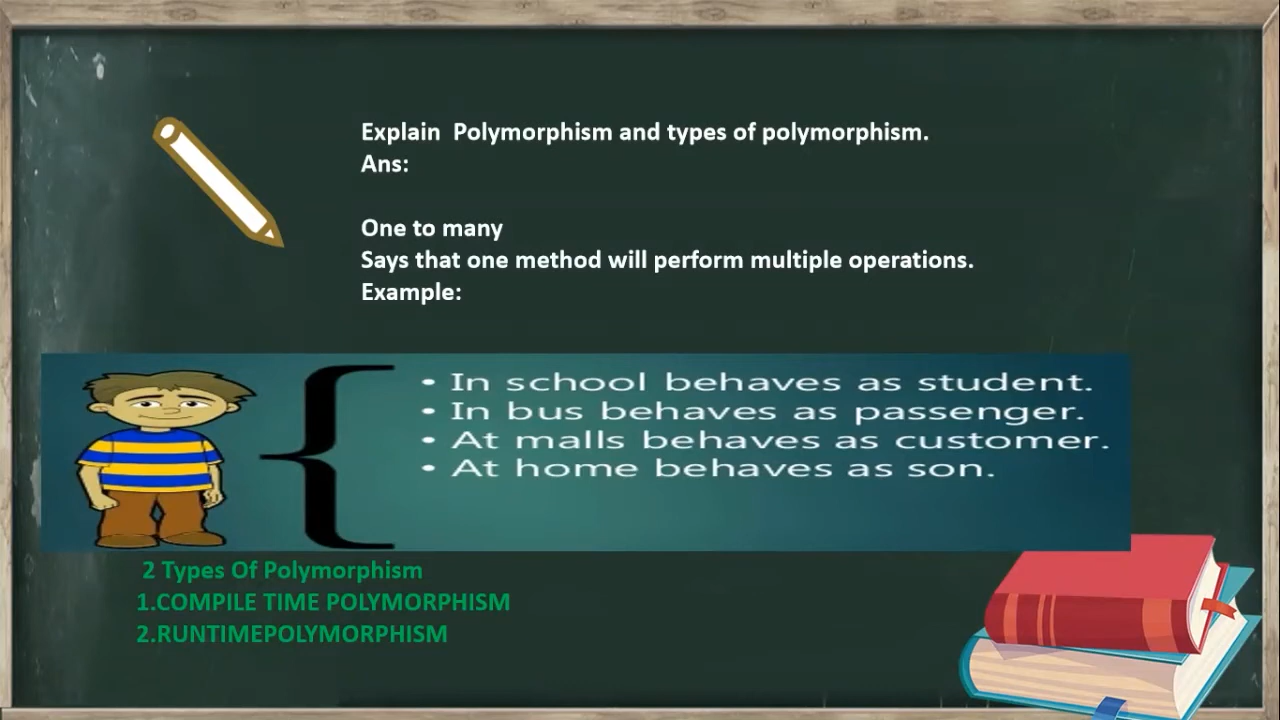 Explain  Polymorphism and types of polymorphism.
Ans:
One to many
Says that one method will perform multiple operations.
Example:
• In school behaves as student.
• In bus behaves as passenger.
• At malls behaves as customer.
• At home behaves as son.
2 Types Of Polymorphism
1.COMPILE TIME POLYMORPHISM
2.RUNTIMEPOLYMORPHISM